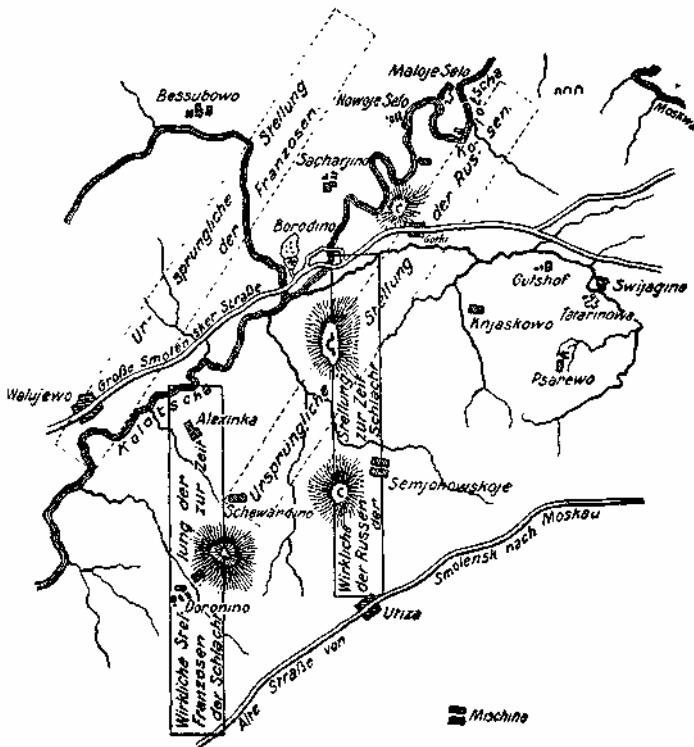 Maloje Selo
Bessubowo
Nowoje Selo
Moskwa
Stellung
Franzosen
Kolotscha
der Russen.
Sacharjino
Ursprüngliche
der
Borodino
Gorki
Große Smolensker Straße
Stellung
Gutshof
Swijagino
Tatarinowa
Knjaskowo
Psarewo
Walujewo
Kolotscha
Alexinka
Ursprüngliche
Wirkliche Stellung
der Russen zur Zeit
der Schlacht
Semjonowskoje
Schewardino
Doronino
Wirkliche Stellung der
Franzosen zur Zeit
der Schlacht
Utiza
Alte Straße von Smolensk nach Moskau
Mischino